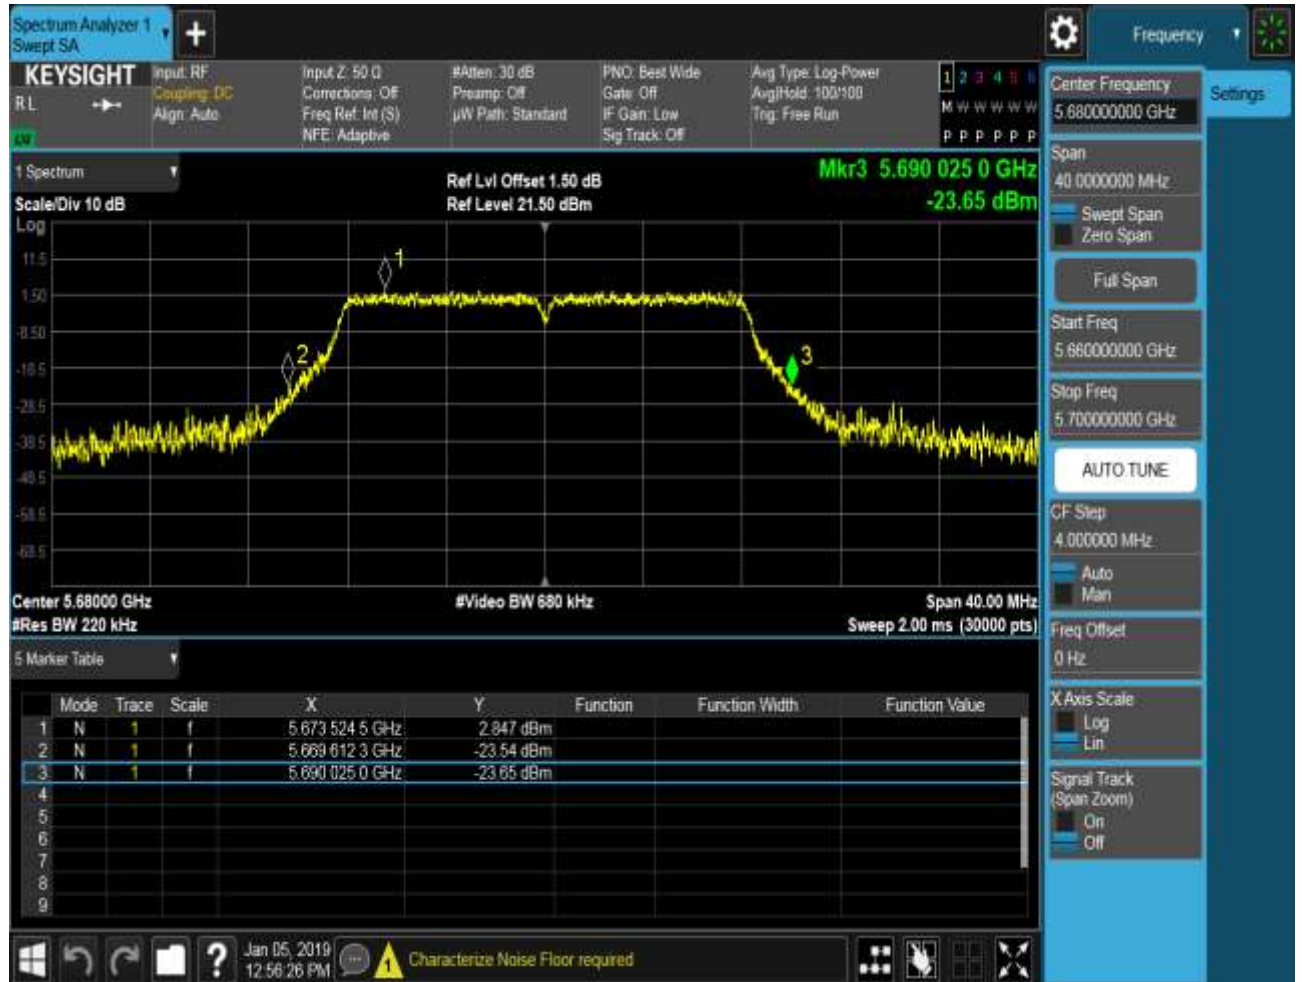 Spectrum Analyzer 1
Swept SA
Frequency
KEYSIGHT
RL
Input: RF
Coupling: DC
Align: Auto
Input Z: 50 Ω
Corrections: Off
Freq Ref: Int (S)
NFE: Adaptive
#Atten: 30 dB
Preamp: Off
µW Path: Standard
PNO: Best Wide
Gate: Off
IF Gain: Low
Sig Track: Off
Avg Type: Log-Power
Avg|Hold: 100/100
Trig: Free Run
1 2 3 4 5 6
M W W W W W
P P P P P P
1 Spectrum
Scale/Div 10 dB
Ref Lvl Offset 1.50 dB
Ref Level 21.50 dBm
Mkr3 5.690 025 0 GHz
-23.65 dBm
Log
11.5
1.50
-8.50
-18.5
-28.5
-38.5
-48.5
-58.5
-68.5
1
2
3
Center 5.68000 GHz
#Video BW 680 kHz
Span 40.00 MHz
#Res BW 220 kHz
Sweep 2.00 ms (30000 pts)
5 Marker Table
Mode Trace Scale X Y Function Function Width Function Value
1 N 1 f 5.673 524 5 GHz 2.847 dBm
2 N 1 f 5.669 612 3 GHz -23.54 dBm
3 N 1 f 5.690 025 0 GHz -23.65 dBm
4
5
6
7
8
9
Jan 05, 2019
12:56:26 PM
Characterize Noise Floor required
Center Frequency
5.680000000 GHz
Settings
Span
40.0000000 MHz
Swept Span
Zero Span
Full Span
Start Freq
5.660000000 GHz
Stop Freq
5.700000000 GHz
AUTO TUNE
CF Step
4.000000 MHz
Auto
Man
Freq Offset
0 Hz
X Axis Scale
Log
Lin
Signal Track
(Span Zoom)
On
Off